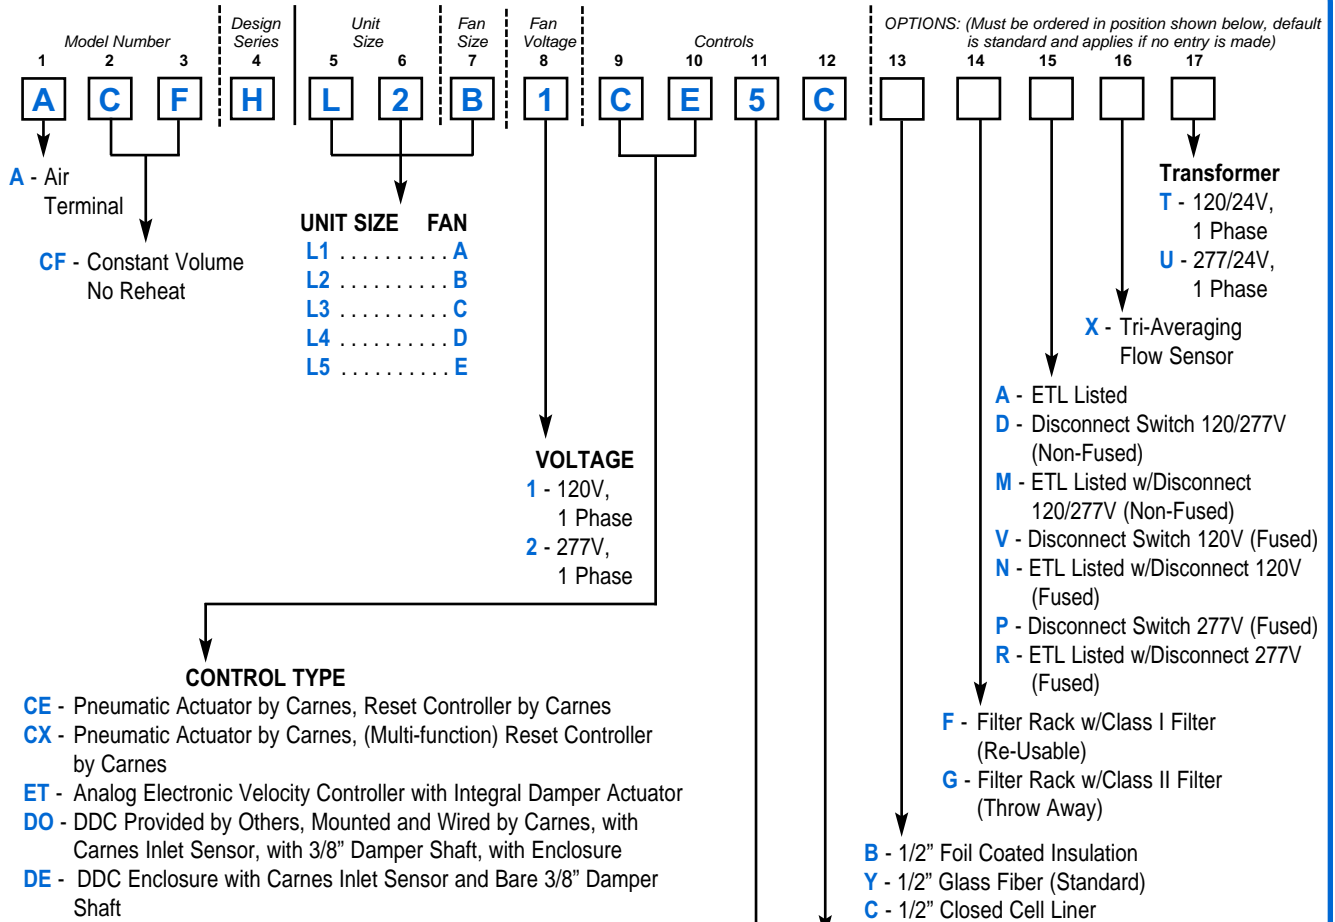 Model Number
Design Series
Unit Size
Fan Size
Fan Voltage
Controls
OPTIONS: (Must be ordered in position shown below, default
is standard and applies if no entry is made)
1 2 3 4 5 6 7 8 9 10 11 12 13 14 15 16 17
A C F H L 2 B 1 C E 5 C
A - Air
Terminal
CF - Constant Volume
No Reheat
UNIT SIZE FAN
L1 . . . . . . . . . . A
L2 . . . . . . . . . . B
L3 . . . . . . . . . . C
L4 . . . . . . . . . . D
L5 . . . . . . . . . . E
VOLTAGE
1 - 120V,
1 Phase
2 - 277V,
1 Phase
CONTROL TYPE
CE - Pneumatic Actuator by Carnes, Reset Controller by Carnes
CX - Pneumatic Actuator by Carnes, (Multi-function) Reset Controller
by Carnes
ET - Analog Electronic Velocity Controller with Integral Damper Actuator
DO - DDC Provided by Others, Mounted and Wired by Carnes, with
Carnes Inlet Sensor, with 3/8” Damper Shaft, with Enclosure
DE - DDC Enclosure with Carnes Inlet Sensor and Bare 3/8” Damper
Shaft
Transformer
T - 120/24V,
1 Phase
U - 277/24V,
1 Phase
X - Tri-Averaging
Flow Sensor
A - ETL Listed
D - Disconnect Switch 120/277V
(Non-Fused)
M - ETL Listed w/Disconnect
120/277V (Non-Fused)
V - Disconnect Switch 120V (Fused)
N - ETL Listed w/Disconnect 120V
(Fused)
P - Disconnect Switch 277V (Fused)
R - ETL Listed w/Disconnect 277V
(Fused)
F - Filter Rack w/Class I Filter
(Re-Usable)
G - Filter Rack w/Class II Filter
(Throw Away)
B - 1/2” Foil Coated Insulation
Y - 1/2” Glass Fiber (Standard)
C - 1/2” Closed Cell Liner